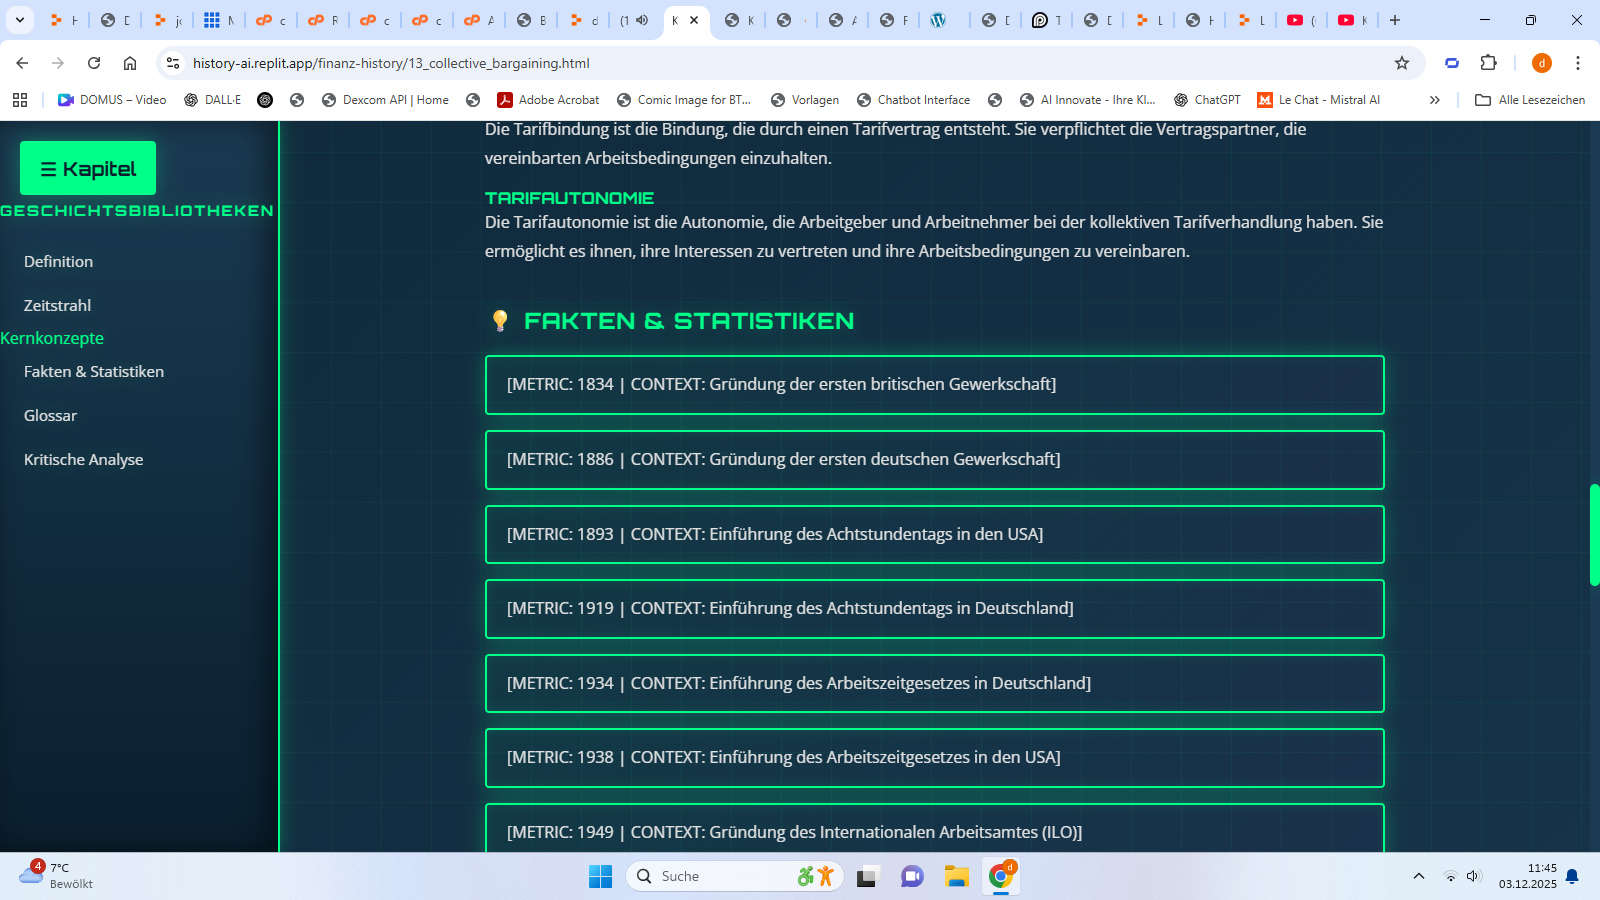 history-ai.replit.app/finanz-history/13_collective_bargaining.html
DOMUS – Video
DALL·E
Dexcom API | Home
Adobe Acrobat
Comic Image for BT...
Vorlagen
Chatbot Interface
AI Innovate - Ihre KI...
ChatGPT
Le Chat - Mistral AI
Alle Lesezeichen
☰ Kapitel
GESCHICHTSBIBLIOTHEKEN
Definition
Zeitstrahl
Kernkonzepte
Fakten & Statistiken
Glossar
Kritische Analyse
Die Tarifbindung ist die Bindung, die durch einen Tarifvertrag entsteht. Sie verpflichtet die Vertragspartner, die
vereinbarten Arbeitsbedingungen einzuhalten.
TARIFAUTONOMIE
Die Tarifautonomie ist die Autonomie, die Arbeitgeber und Arbeitnehmer bei der kollektiven Tarifverhandlung haben. Sie
ermöglicht es ihnen, ihre Interessen zu vertreten und ihre Arbeitsbedingungen zu vereinbaren.
💡 FAKTEN & STATISTIKEN
[METRIC: 1834 | CONTEXT: Gründung der ersten britischen Gewerkschaft]
[METRIC: 1886 | CONTEXT: Gründung der ersten deutschen Gewerkschaft]
[METRIC: 1893 | CONTEXT: Einführung des Achtstundentags in den USA]
[METRIC: 1919 | CONTEXT: Einführung des Achtstundentags in Deutschland]
[METRIC: 1934 | CONTEXT: Einführung des Arbeitszeitgesetzes in Deutschland]
[METRIC: 1938 | CONTEXT: Einführung des Arbeitszeitgesetzes in den USA]
[METRIC: 1949 | CONTEXT: Gründung des Internationalen Arbeitsamtes (ILO)]
4
7°C
Bewölkt
Suche
d
11:45
03.12.2025